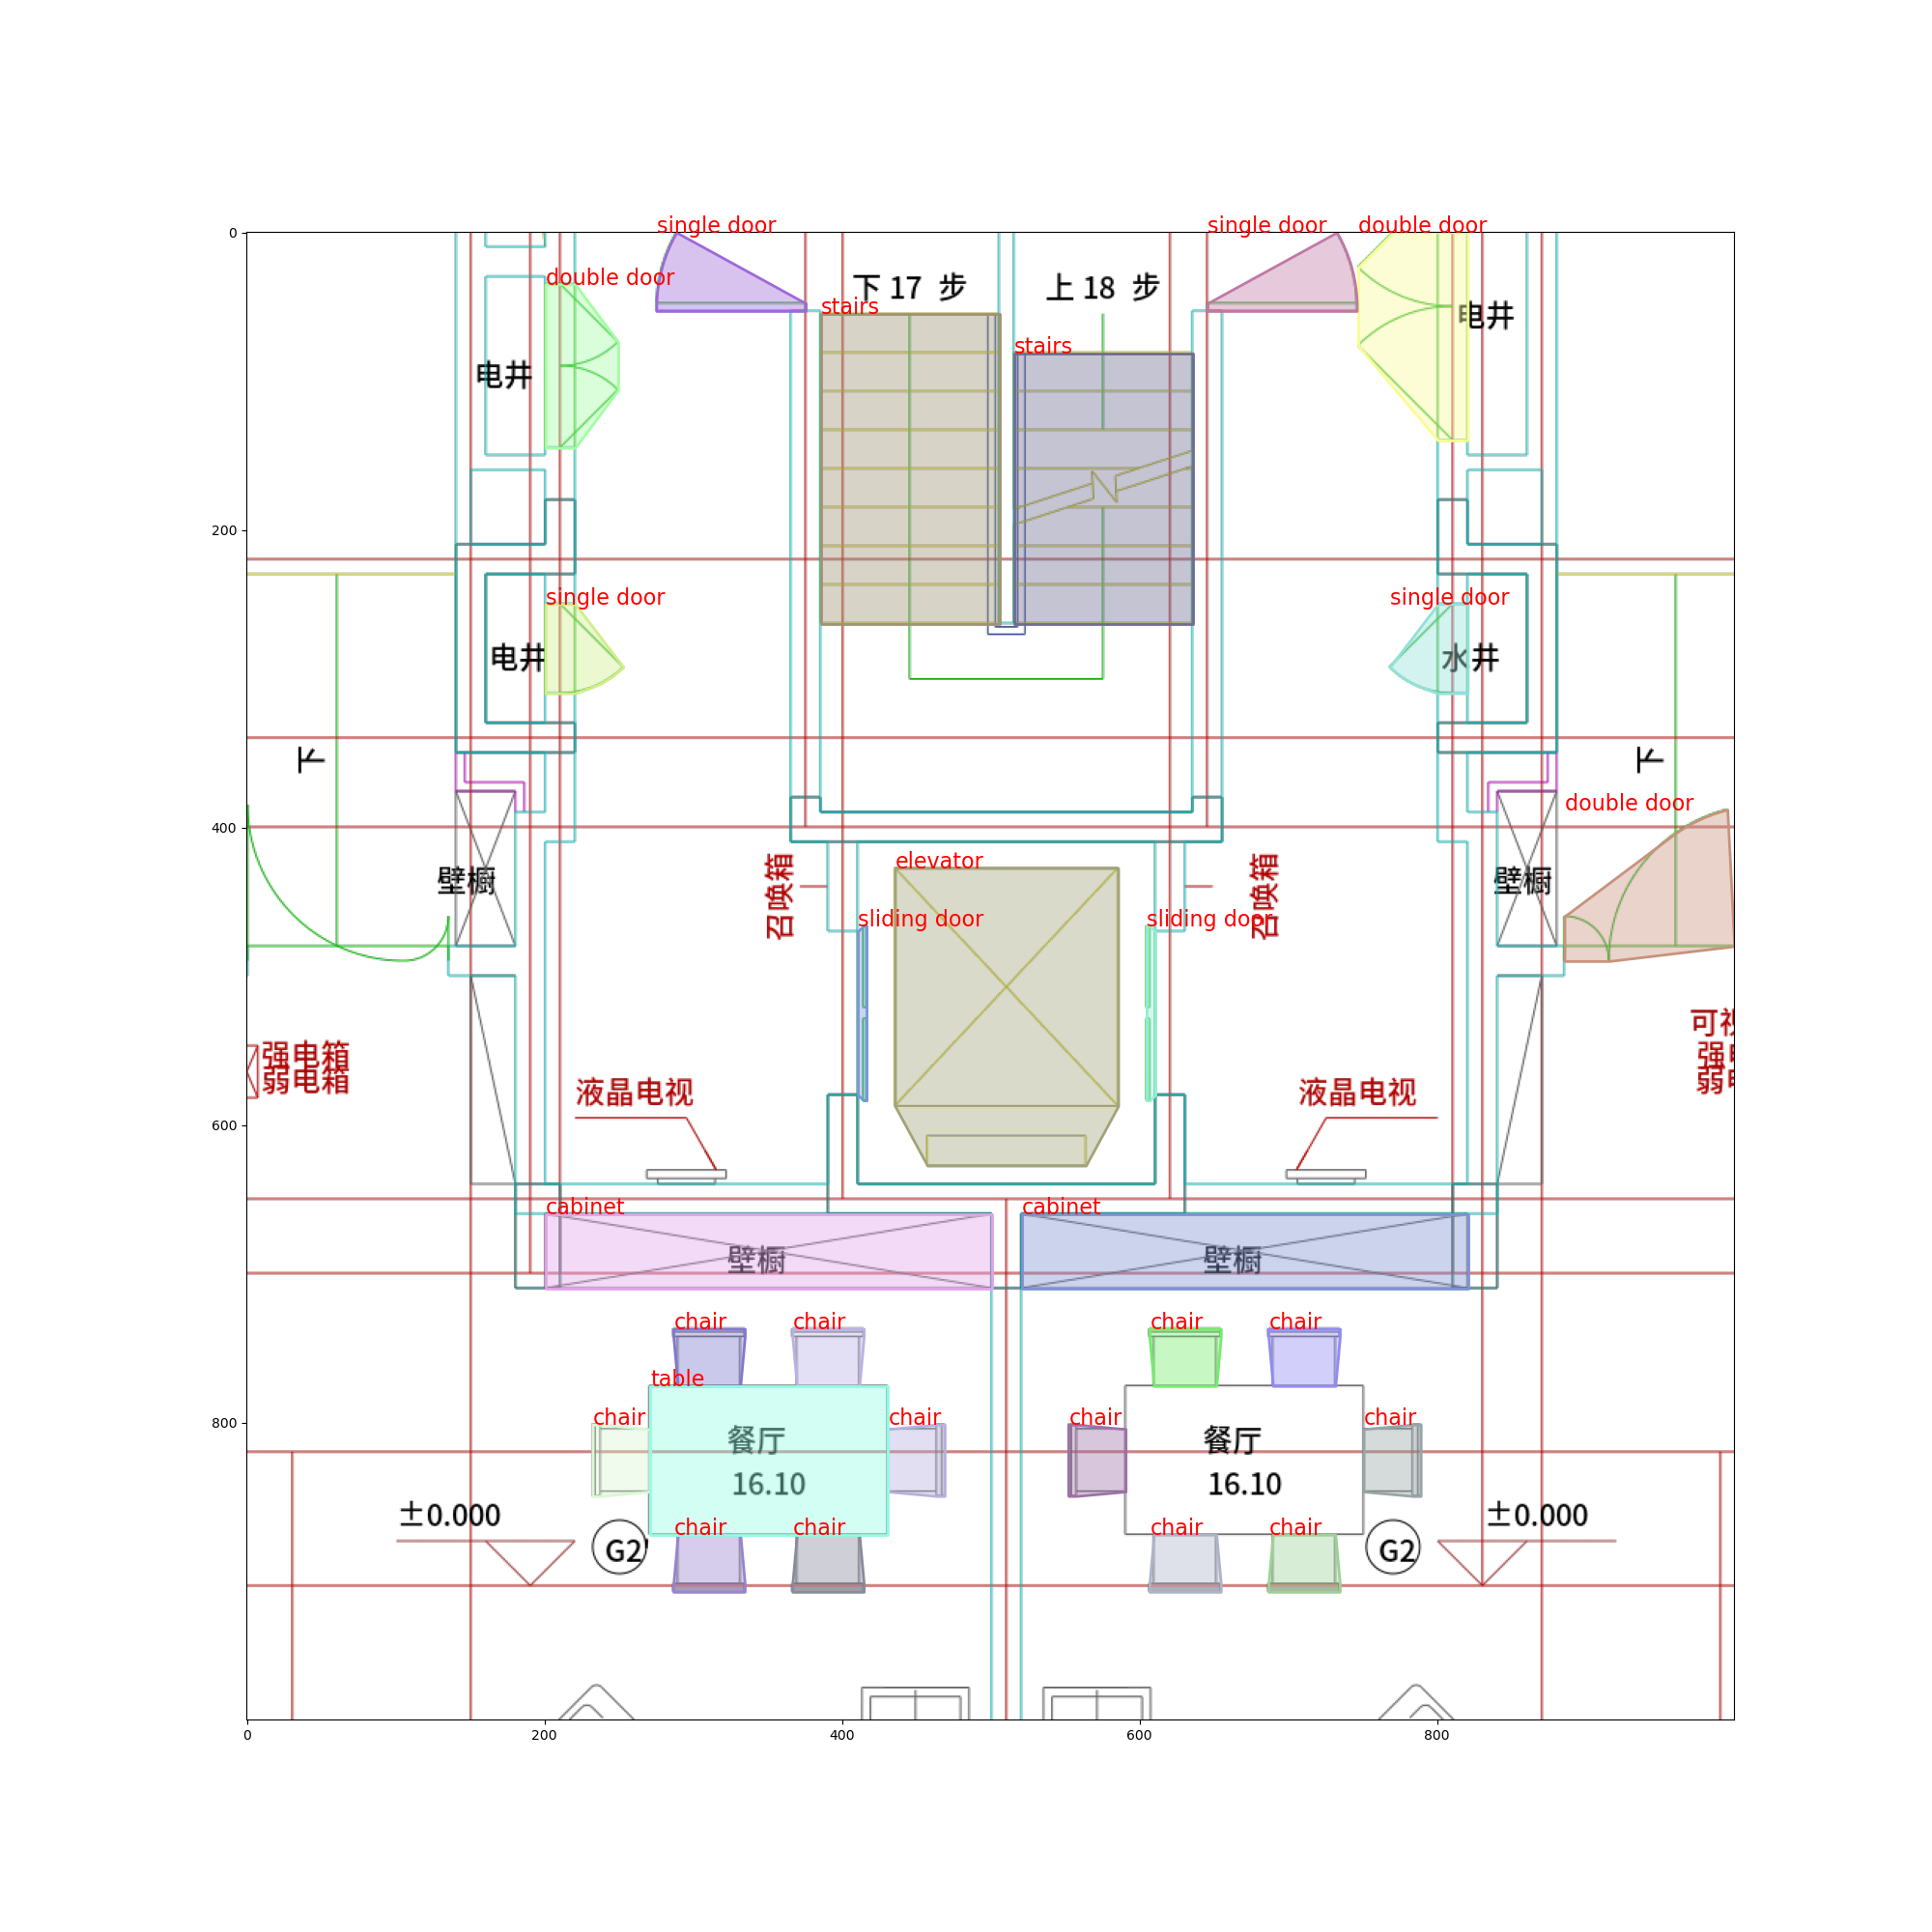 single door
single door
double door
0
double door
下 17 步
上 18 步
stairs
电井
stairs
电井
200
single door
single door
电井
水井
下
下
double door
400
elevator
壁橱
召唤箱
召唤箱
壁橱
sliding door
sliding door
可视
强电箱
强电
弱电箱
弱电
液晶电视
液晶电视
600
cabinet
cabinet
壁橱
壁橱
chair
chair
chair
chair
table
chair
chair
chair
chair
800
餐厅
餐厅
16.10
16.10
±0.000
±0.000
chair
chair
chair
chair
G2'
G2
0
200
400
600
800